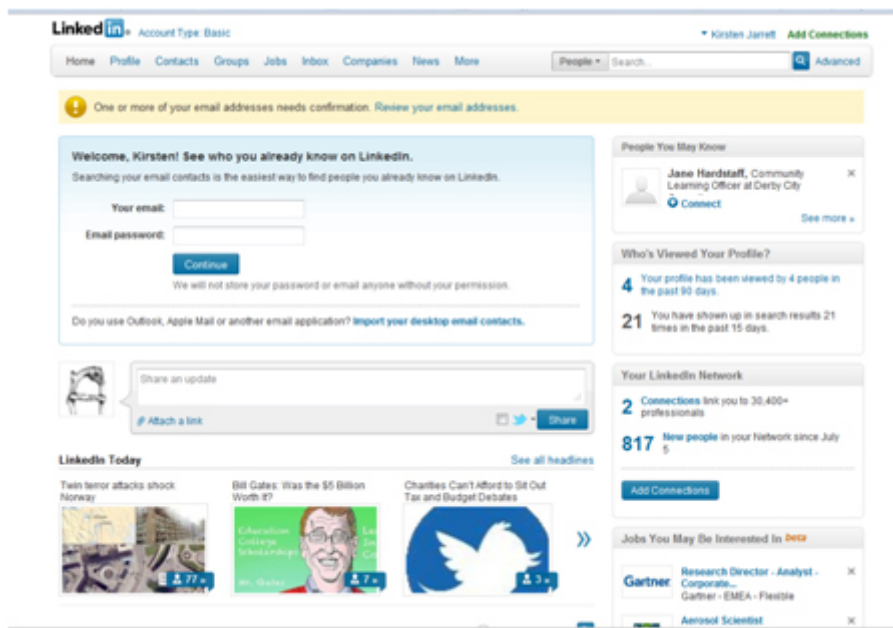 Linked in Account Type: Basic
Kirsten Jarrett Add Connections
Home Profile Contacts Groups Jobs Inbox Companies News More
People Search... Advanced
One or more of your email addresses needs confirmation. Review your email addresses.
Welcome, Kirsten! See who you already know on LinkedIn.
Searching your email contacts is the easiest way to find people you already know on LinkedIn.
Your email:
Email password:
Continue
We will not store your password or email anyone without your permission.
Do you use Outlook, Apple Mail or another email application? Import your desktop email contacts.
Share an update
Attach a link
Share
LinkedIn Today
See all headlines
Twin terror attacks shock
Norway
77 »
Bill Gates: Was the $5 Billion
Worth It?
Education
College
Scholarships
Mr. Gates
7 »
Charities Can't Afford to Sit Out
Tax and Budget Debates
3 »
People You May Know
Jane Hardstaff, Community
Learning Officer at Derby City
Connect
See more »
Who's Viewed Your Profile?
4 Your profile has been viewed by 4 people in
the past 90 days.
21 You have shown up in search results 21
times in the past 15 days.
Your LinkedIn Network
2 Connections link you to 30,400+
professionals
817 New people in your Network since July
5
Add Connections
Jobs You May Be Interested In beta
Gartner
Research Director - Analyst -
Corporate...
Gartner - EMEA - Flexible
Aerosol Scientist